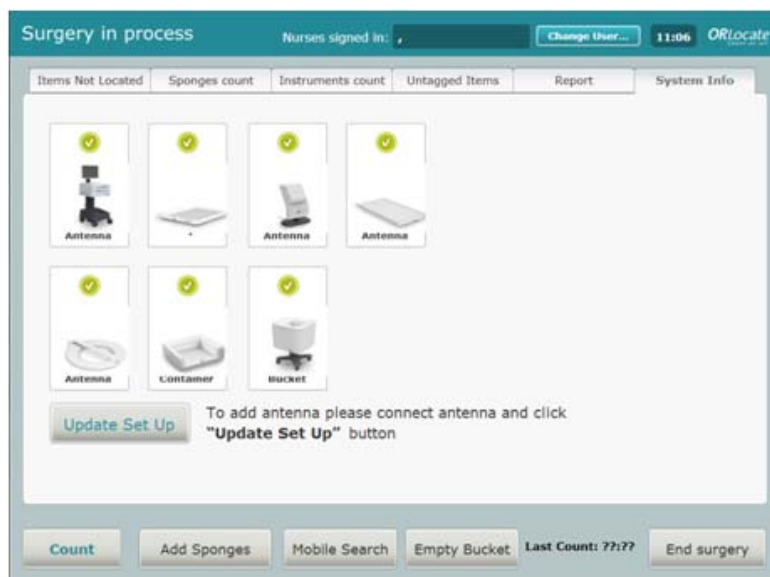 Surgery in process
Nurses signed in: ,
Change User...
11:06
ORLocate
Items Not Located
Sponges count
Instruments count
Untagged Items
Report
System Info
Antenna
Antenna
Antenna
Antenna
Container
Bucket
Update Set Up
To add antenna please connect antenna and click
"Update Set Up" button
Count
Add Sponges
Mobile Search
Empty Bucket
Last Count: ??:??
End surgery